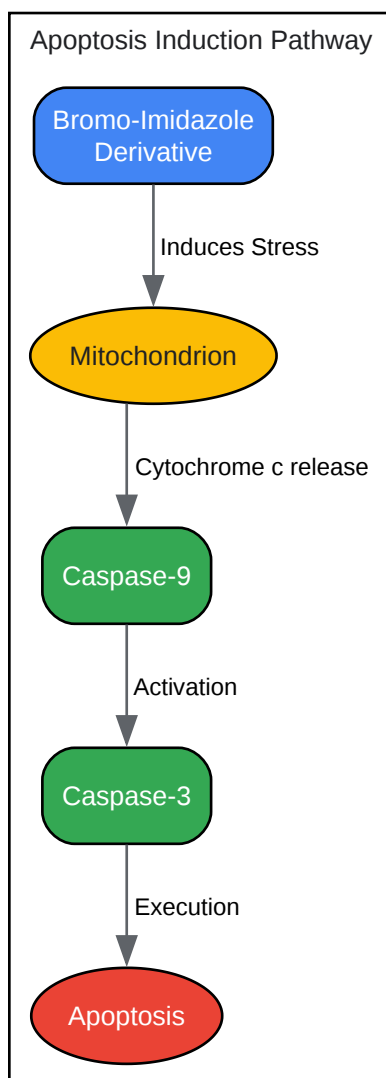 Apoptosis Induction Pathway
Bromo-Imidazole
Derivative
Induces Stress
Mitochondrion
Cytochrome c release
Caspase-9
Activation
Caspase-3
Execution
Apoptosis